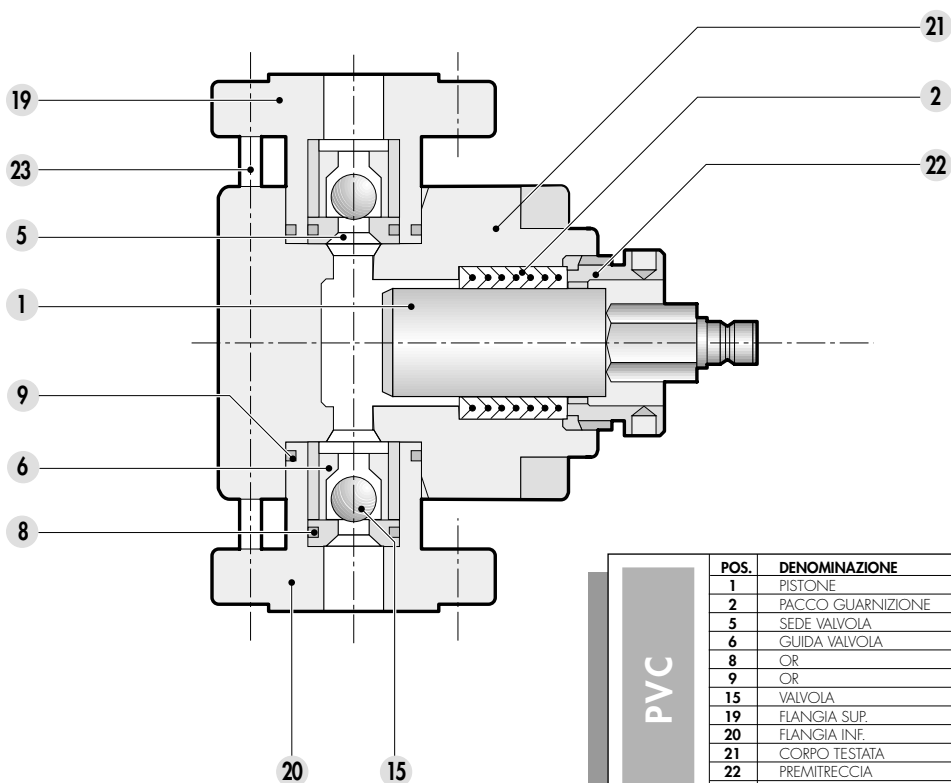 21
19
2
23
22
5
1
9
6
8
20
15
PVC
POS. DENOMINAZIONE
1 PISTONE
2 PACCO GUARNIZIONE
5 SEDE VALVOLA
6 GUIDA VALVOLA
8 OR
9 OR
15 VALVOLA
19 FLANGIA SUP.
20 FLANGIA INF.
21 CORPO TESTATA
22 PREMITRECCIA